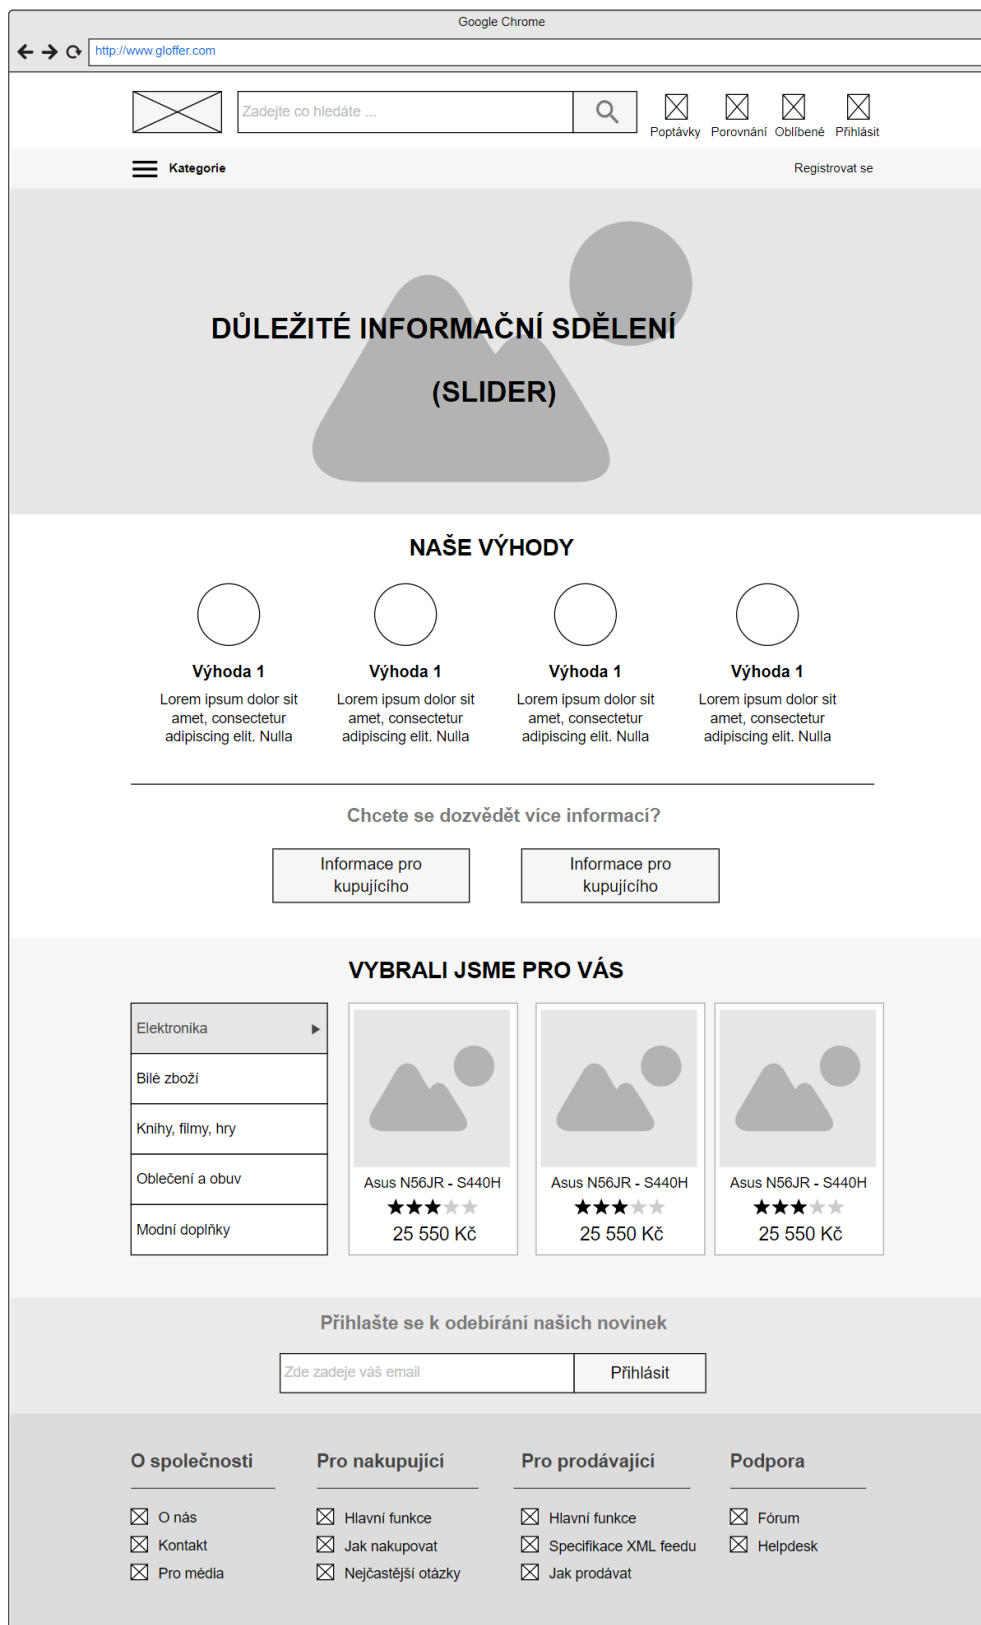 Google Chrome
http://www.gloffer.com
Zadejte co hledáte ...
Poptávky Porovnání Oblíbené Přihlásit
Kategorie
Registrovat se
DŮLEŽITÉ INFORMAČNÍ SDĚLENÍ
(SLIDER)
NAŠE VÝHODY
Výhoda 1
Lorem ipsum dolor sit
amet, consectetur
adipiscing elit. Nulla
Výhoda 1
Lorem ipsum dolor sit
amet, consectetur
adipiscing elit. Nulla
Výhoda 1
Lorem ipsum dolor sit
amet, consectetur
adipiscing elit. Nulla
Výhoda 1
Lorem ipsum dolor sit
amet, consectetur
adipiscing elit. Nulla
Chcete se dozvědět více informací?
Informace pro
kupujícího
Informace pro
kupujícího
VYBRALI JSME PRO VÁS
Elektronika
Bilé zboží
Knihy, filmy, hry
Oblečení a obuv
Modní doplňky
Asus N56JR - S440H
25 550 Kč
Asus N56JR - S440H
25 550 Kč
Asus N56JR - S440H
25 550 Kč
Přihlašte se k odebírání našich novinek
Zde zadeje váš email
Přihlásit
O společnosti
O nás
Kontakt
Pro média
Pro nakupující
Hlavní funkce
Jak nakupovat
Nejčastější otázky
Pro prodávající
Hlavní funkce
Specifikace XML feedu
Jak prodávat
Podpora
Fórum
Helpdesk